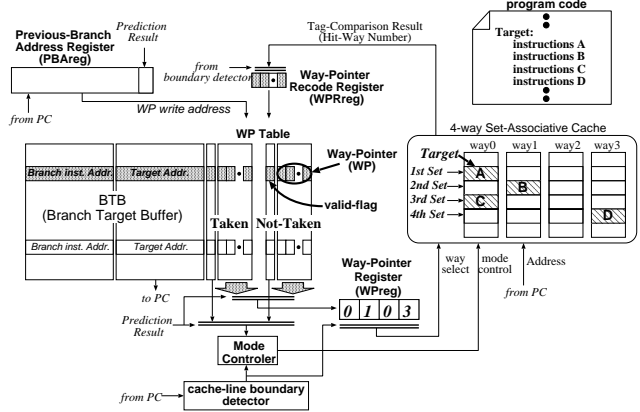 program code
Target:
instructions A
instructions B
instructions C
instructions D
Prediction
Result
Previous-Branch
Address Register
(PBAreg)
from PC
Tag-Comparison Result
(Hit-Way Number)
from
boundary detector
Way-Pointer
Recode Register
(WPRreg)
WP write address
WP Table
Way-Pointer
(WP)
valid-flag
Branch inst. Addr.
Target Addr.
BTB
(Branch Target Buffer)
Taken
Not-Taken
Branch inst. Addr.
Target Addr.
4-way Set-Associative Cache
way0
way1
way2
way3
Target
1st Set
2nd Set
3rd Set
4th Set
A
B
C
D
way
select
mode
control
Address
from PC
to PC
Way-Pointer
Register
(WPreg)
0 1 0 3
Prediction
Result
Mode
Controler
from PC
cache-line boundary
detector